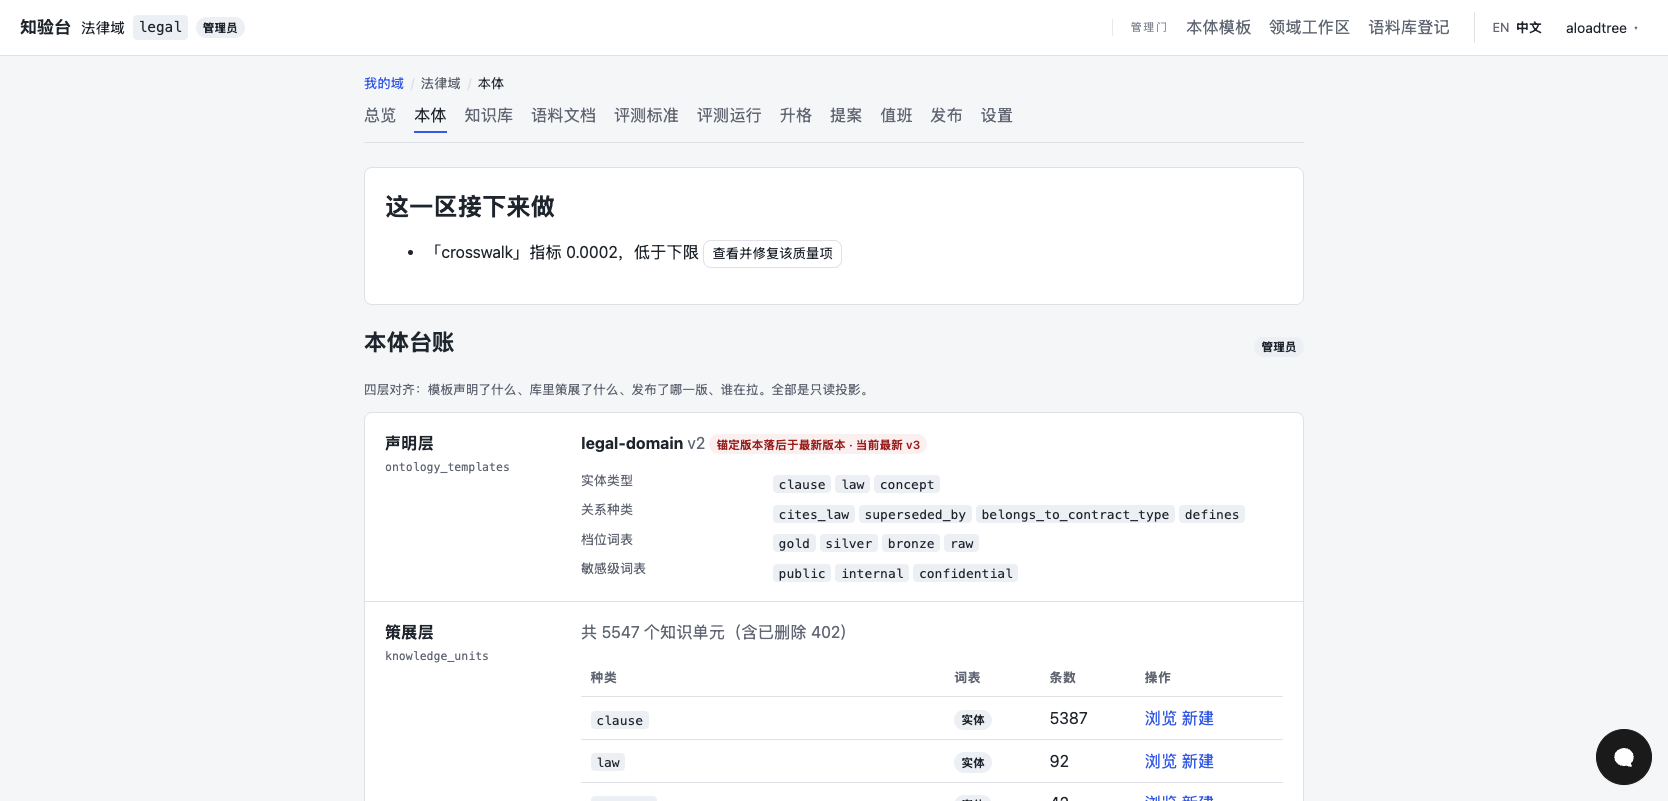 知验台 法律域 legal 管理员
管理门 本体模板 领域工作区 语料库登记 EN 中文 aloadtree
我的域 / 法律域 / 本体
总览 本体 知识库 语料文档 评测标准 评测运行 升格 提案 值班 发布 设置
这一区接下来做
• 「crosswalk」指标 0.0002，低于下限 查看并修复该质量项
本体台账 管理员
四层对齐：模板声明了什么、库里策展了什么、发布了哪一版、谁在拉。全部是只读投影。
声明层 legal-domain v2 锚定版本落后于最新版本 · 当前最新 v3
ontology_templates
实体类型 clause law concept
关系种类 cites_law superseded_by belongs_to_contract_type defines
档位词表 gold silver bronze raw
敏感级词表 public internal confidential
策展层 共 5547 个知识单元（含已删除 402）
knowledge_units
种类 词表 条数 操作
clause 实体 5387 浏览 新建
law 实体 92 浏览 新建